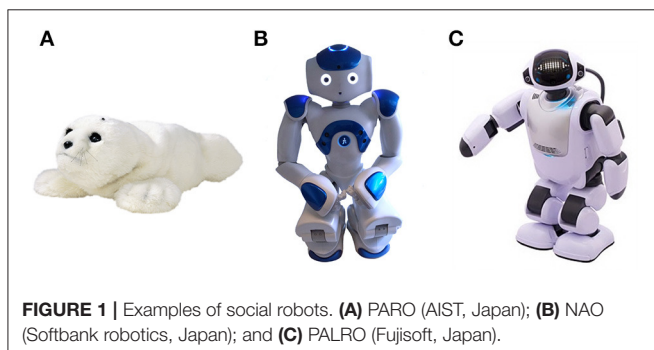 A
B
C
FIGURE 1 | Examples of social robots. (A) PARO (AIST, Japan); (B) NAO
(Softbank robotics, Japan); and (C) PALRO (Fujisoft, Japan).